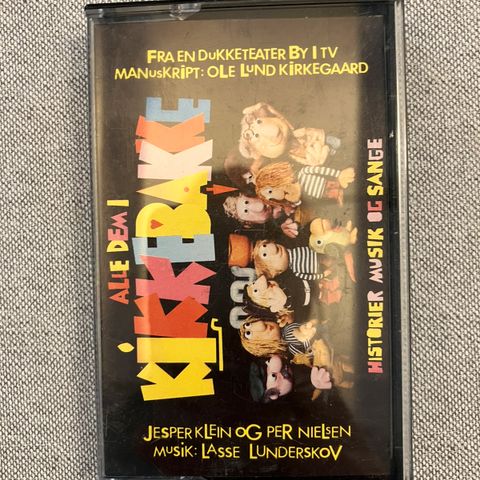 FRA EN DUKKETEATER BY I TV
MANUSKRIPT: OLE LUND KIRKEGAARD
ALLE DEM I
KIKKEBAKKE
HISTORIER MUSIK OG SANGE
JESPER KLEIN OG PER NIELSEN
MUSIK: LASSE LUNDERSKOV